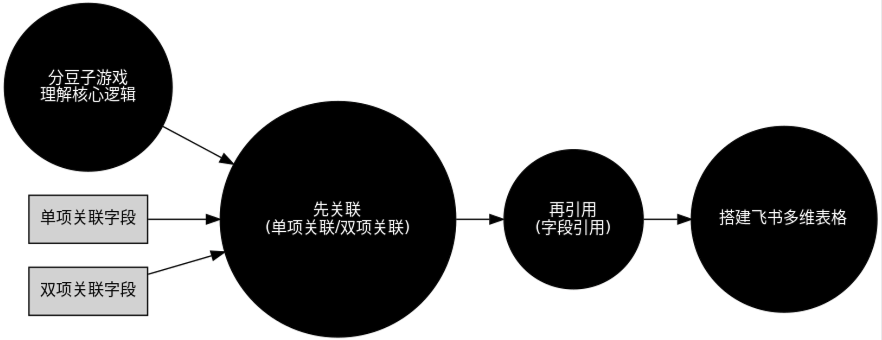 分豆子游戏
理解核心逻辑
单项关联字段
双项关联字段
先关联
(单项关联/双项关联)
再引用
(字段引用)
搭建飞书多维表格